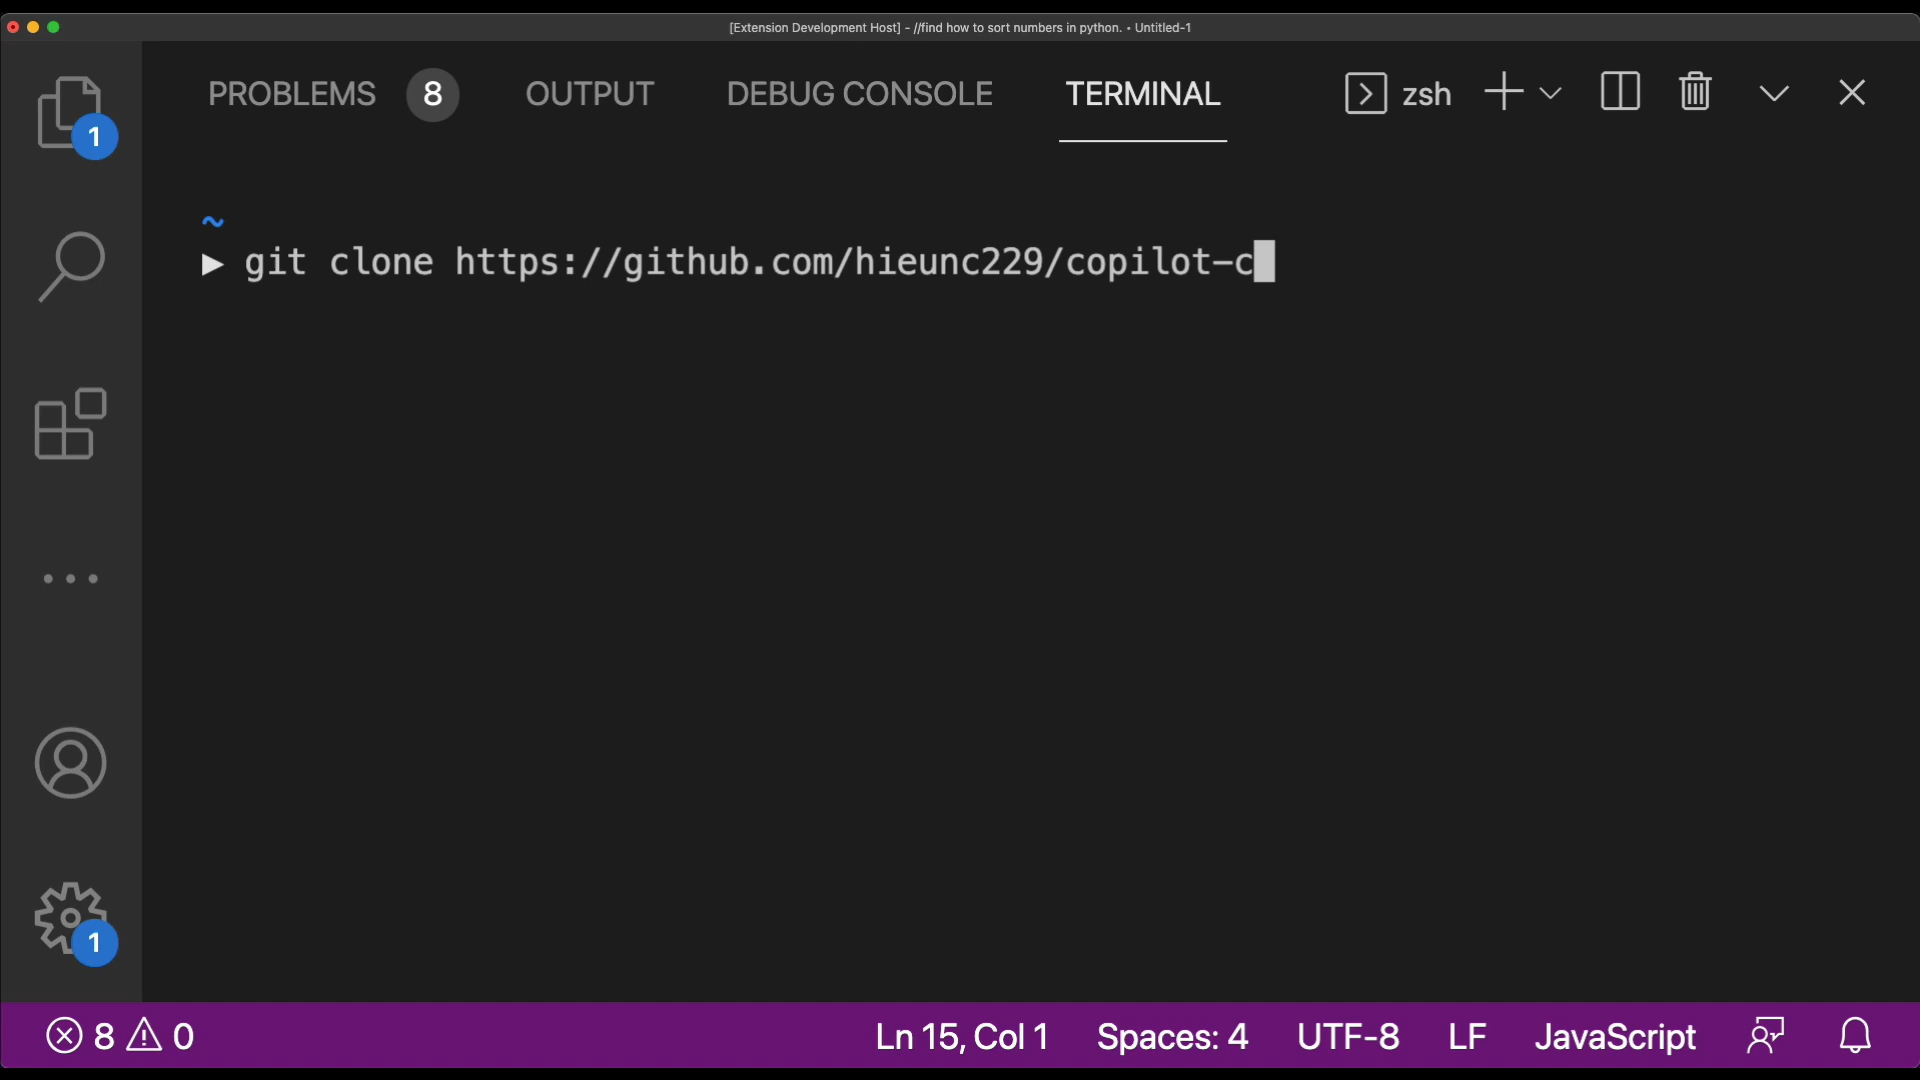 [Extension Development Host] - //find how to sort numbers in python. • Untitled-1
PROBLEMS 8 OUTPUT DEBUG CONSOLE TERMINAL zsh
1
~
git clone https://github.com/hieunc229/copilot-c
1
8 0 Ln 15, Col 1 Spaces: 4 UTF-8 LF JavaScript